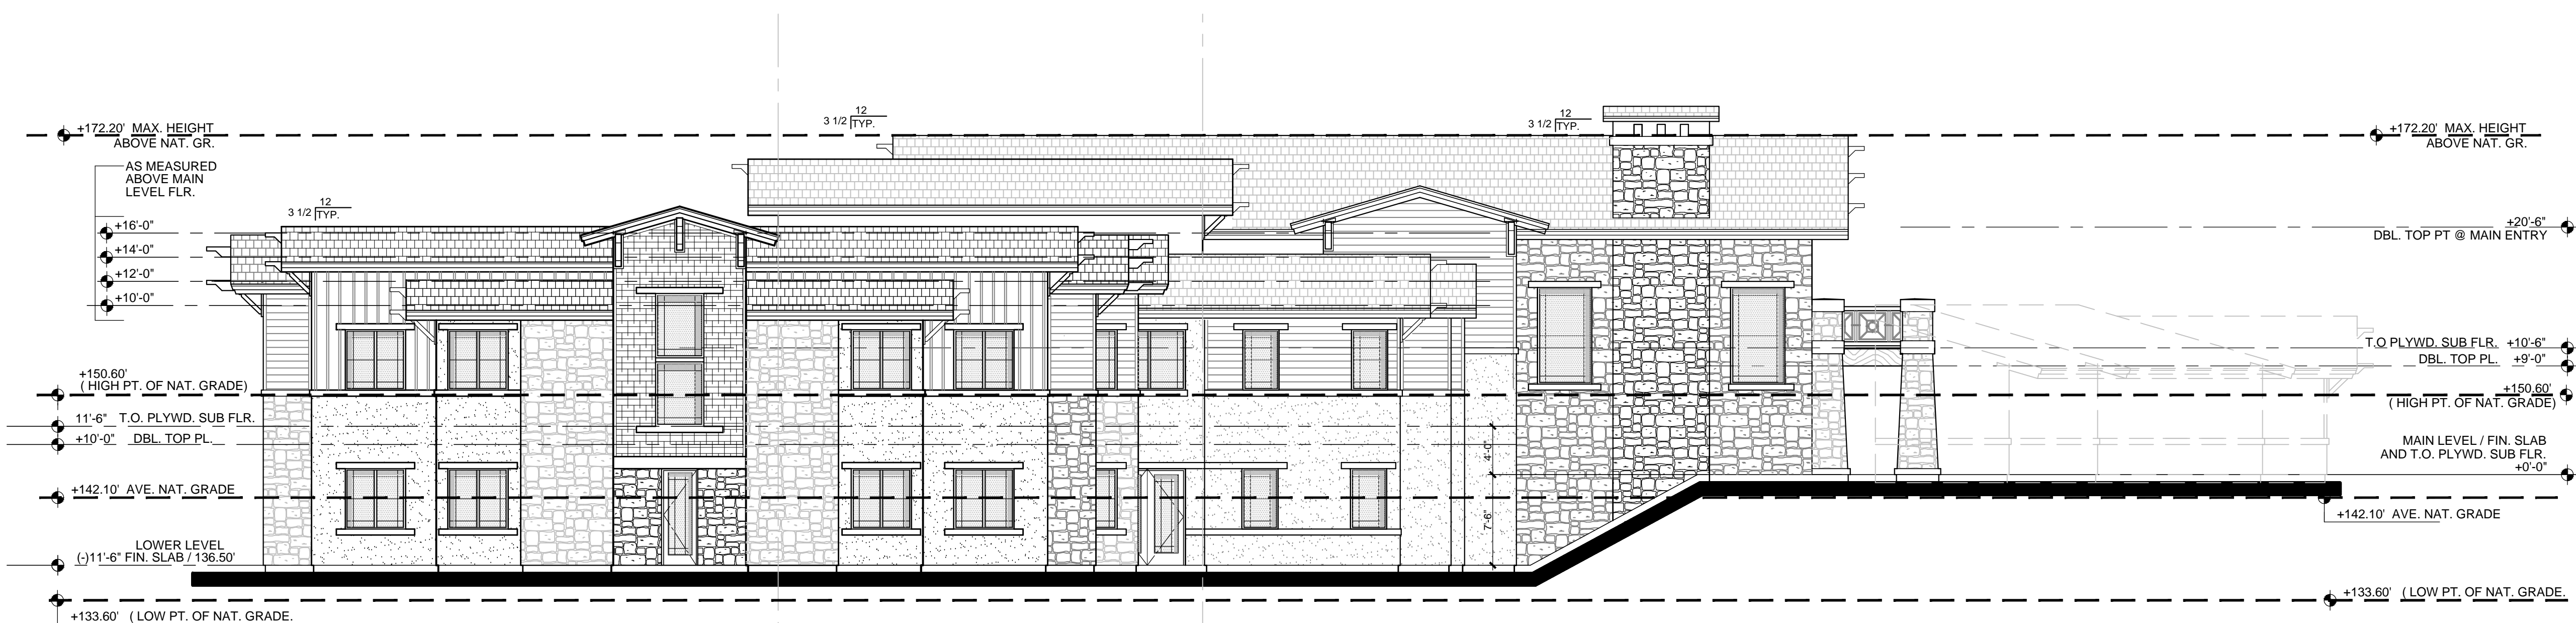 12
3 1/2 TYP.
12
3 1/2 TYP.
12
3 1/2 TYP.
+172.20' MAX. HEIGHT
ABOVE NAT. GR.
AS MEASURED
ABOVE MAIN
LEVEL FLR.
+16'-0"
+14'-0"
+12'-0"
+10'-0"
+150.60'
( HIGH PT. OF NAT. GRADE)
11'-6" T.O. PLYWD. SUB FLR.
+10'-0" DBL. TOP PL.
+142.10' AVE. NAT. GRADE
LOWER LEVEL
(-)11'-6" FIN. SLAB / 136.50'
+133.60' ( LOW PT. OF NAT. GRADE.
4'-0"
7'-6"
+172.20' MAX. HEIGHT
ABOVE NAT. GR.
+20'-6"
DBL. TOP PT @ MAIN ENTRY
T.O PLYWD. SUB FLR. +10'-6"
DBL. TOP PL. +9'-0"
+150.60'
( HIGH PT. OF NAT. GRADE)
MAIN LEVEL / FIN. SLAB
AND T.O. PLYWD. SUB FLR.
+0'-0"
+142.10' AVE. NAT. GRADE
+133.60' ( LOW PT. OF NAT. GRADE.